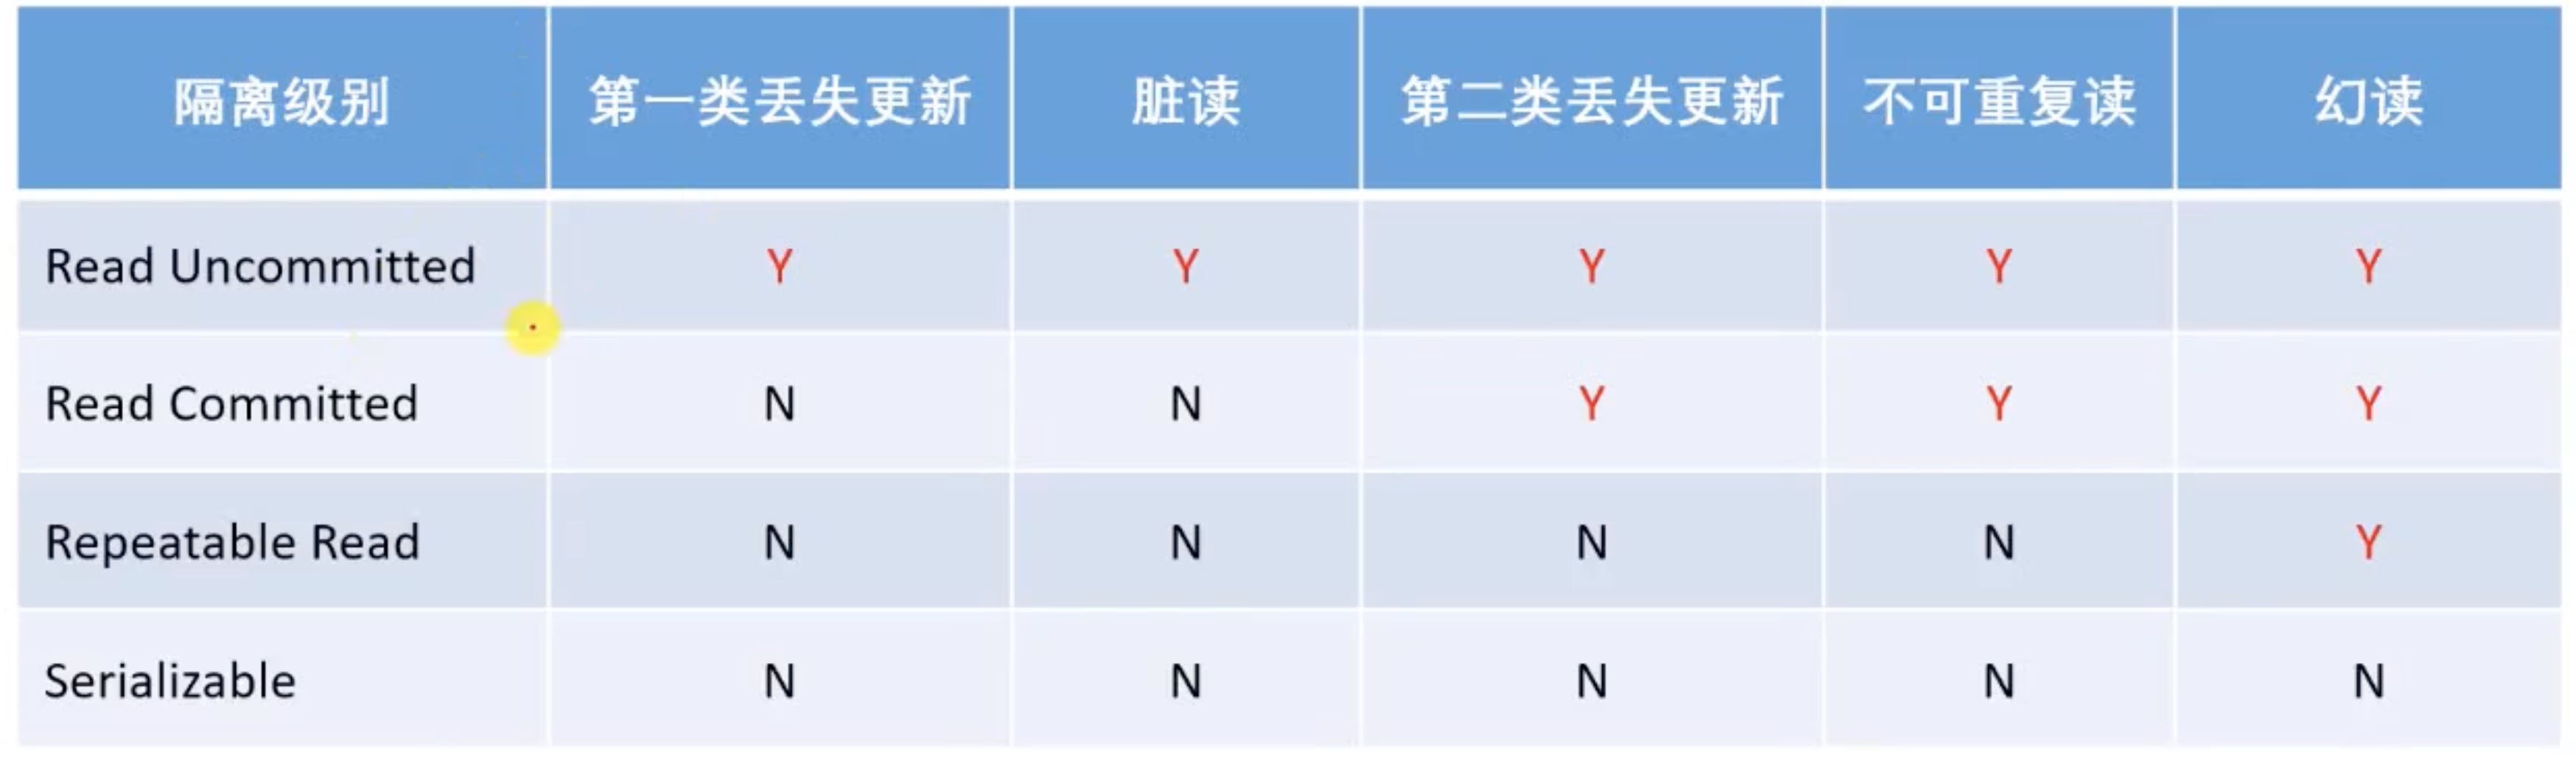 隔离级别 第一类丢失更新 脏读 第二类丢失更新 不可重复读 幻读
Read Uncommitted Y Y Y Y Y
Read Committed N N Y Y Y
Repeatable Read N N N N Y
Serializable N N N N N